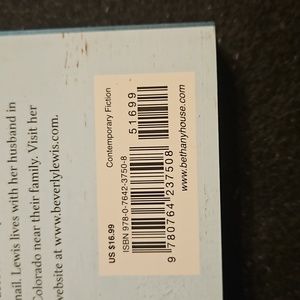 mail. Lewis lives with her husband in
Colorado near their family. Visit her
website at www.beverlylewis.com.
Contemporary Fiction
51699
US $16.99
ISBN 978-0-7642-3750-8
9 780764 237508
www.bethanyhouse.com